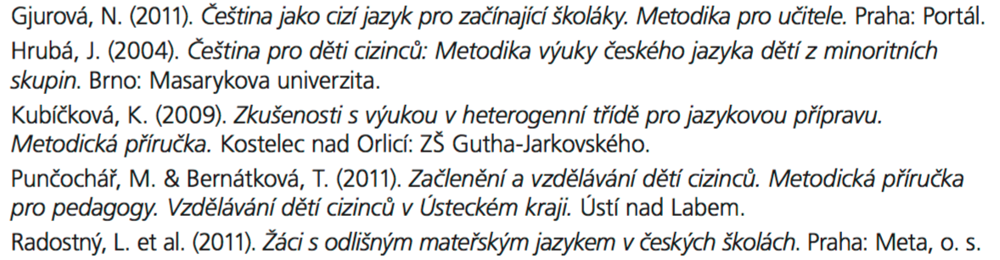 Gjurová, N. (2011). Čeština jako cizí jazyk pro začínající školáky. Metodika pro učitele. Praha: Portál.
Hrubá, J. (2004). Čeština pro děti cizinců: Metodika výuky českého jazyka dětí z minoritních
skupin. Brno: Masarykova univerzita.
Kubíčková, K. (2009). Zkušenosti s výukou v heterogenní třídě pro jazykovou přípravu.
Metodická příručka. Kostelec nad Orlicí: ZŠ Gutha-Jarkovského.
Punčochář, M. & Bernátková, T. (2011). Začlenění a vzdělávání dětí cizinců. Metodická příručka
pro pedagogy. Vzdělávání dětí cizinců v Ústeckém kraji. Ústí nad Labem.
Radostný, L. et al. (2011). Žáci s odlišným mateřským jazykem v českých školách. Praha: Meta, o. s.